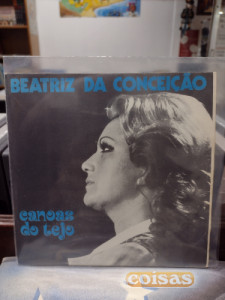 BEATRIZ DA CONCEIÇÃO
canoas
do tejo
coisas